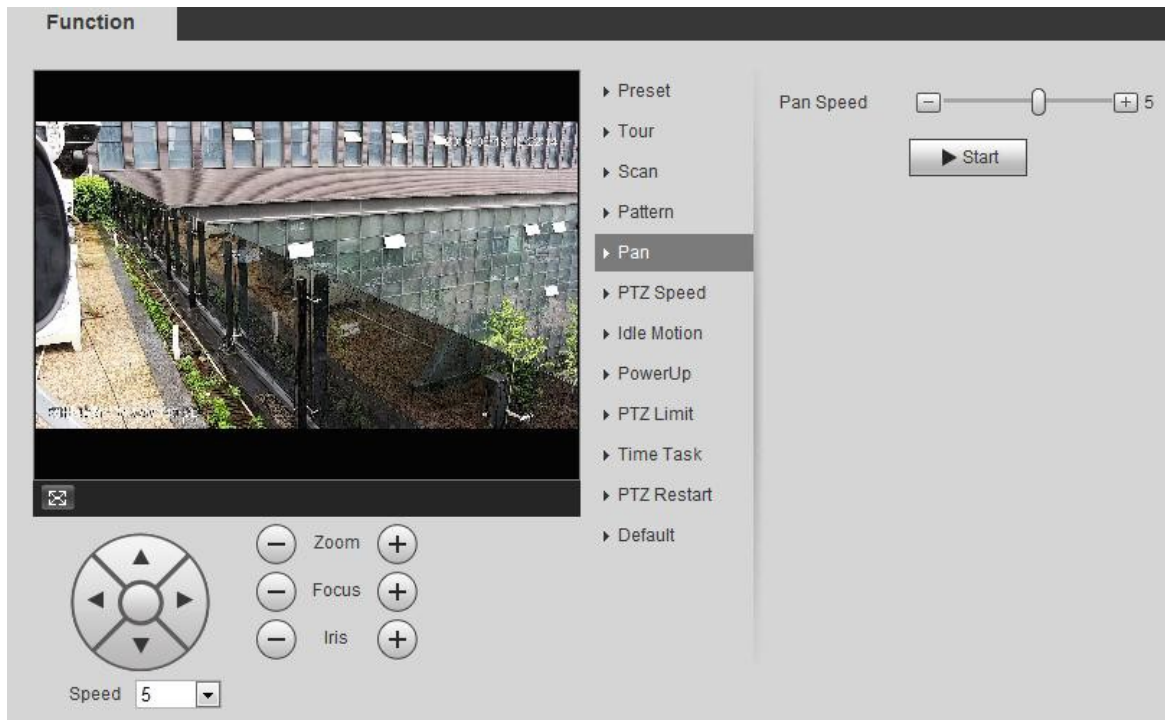 Function
Preset
Tour
Scan
Pattern
Pan
PTZ Speed
Idle Motion
PowerUp
PTZ Limit
Time Task
PTZ Restart
Default
Pan Speed
5
Start
Zoom
Focus
Iris
Speed
5